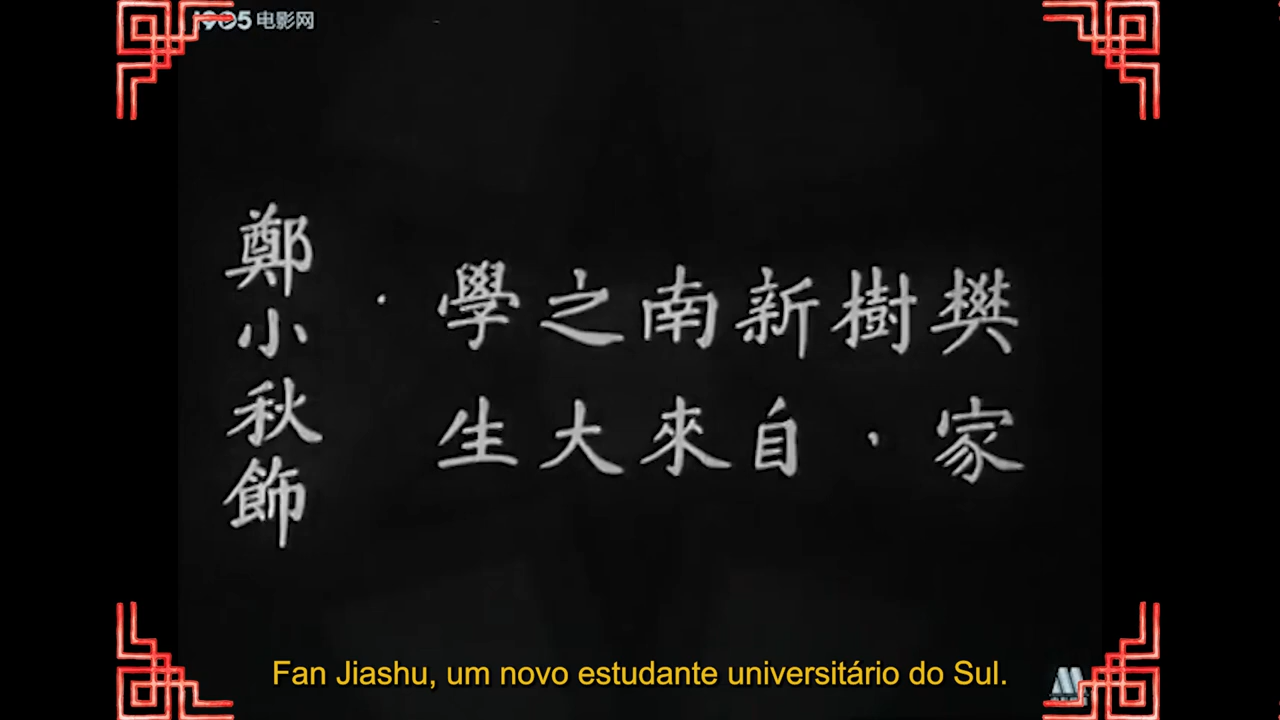 1905电影网
樊家
樹、
新自
南來
之大
學生
・
鄭小秋飾
Fan Jiashu, um novo estudante universitário do Sul.